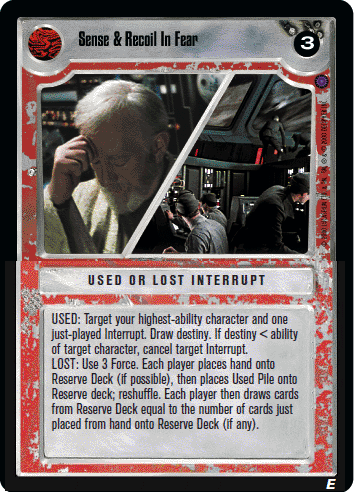 Sense & Recoil In Fear
3
USED OR LOST INTERRUPT
USED: Target your highest-ability character and one
just-played Interrupt. Draw destiny. If destiny < ability
of target character, cancel target Interrupt.
LOST: Use 3 Force. Each player places hand onto
Reserve Deck (if possible), then places Used Pile onto
Reserve deck; reshuffle. Each player then draws cards
from Reserve Deck equal to the number of cards just
placed from hand onto Reserve Deck (if any).
E